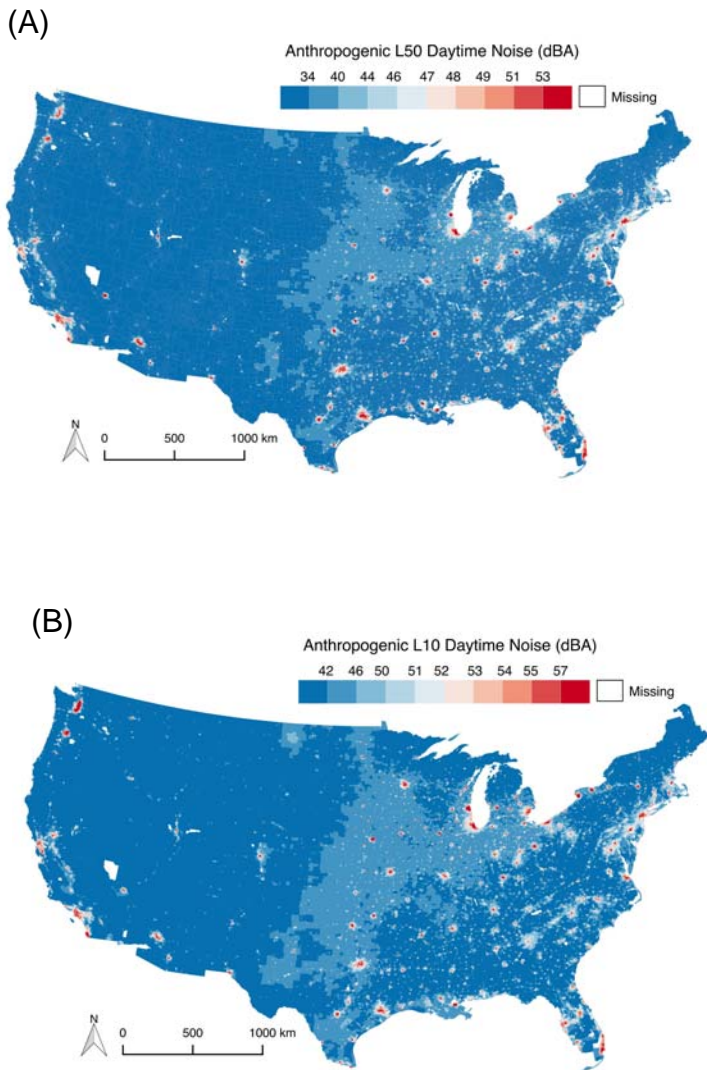 (A)
Anthropogenic L50 Daytime Noise (dBA)
34 40 44 46 47 48 49 51 53
Missing
N
0 500 1000 km
(B)
Anthropogenic L10 Daytime Noise (dBA)
42 46 50 51 52 53 54 55 57
Missing
N
0 500 1000 km